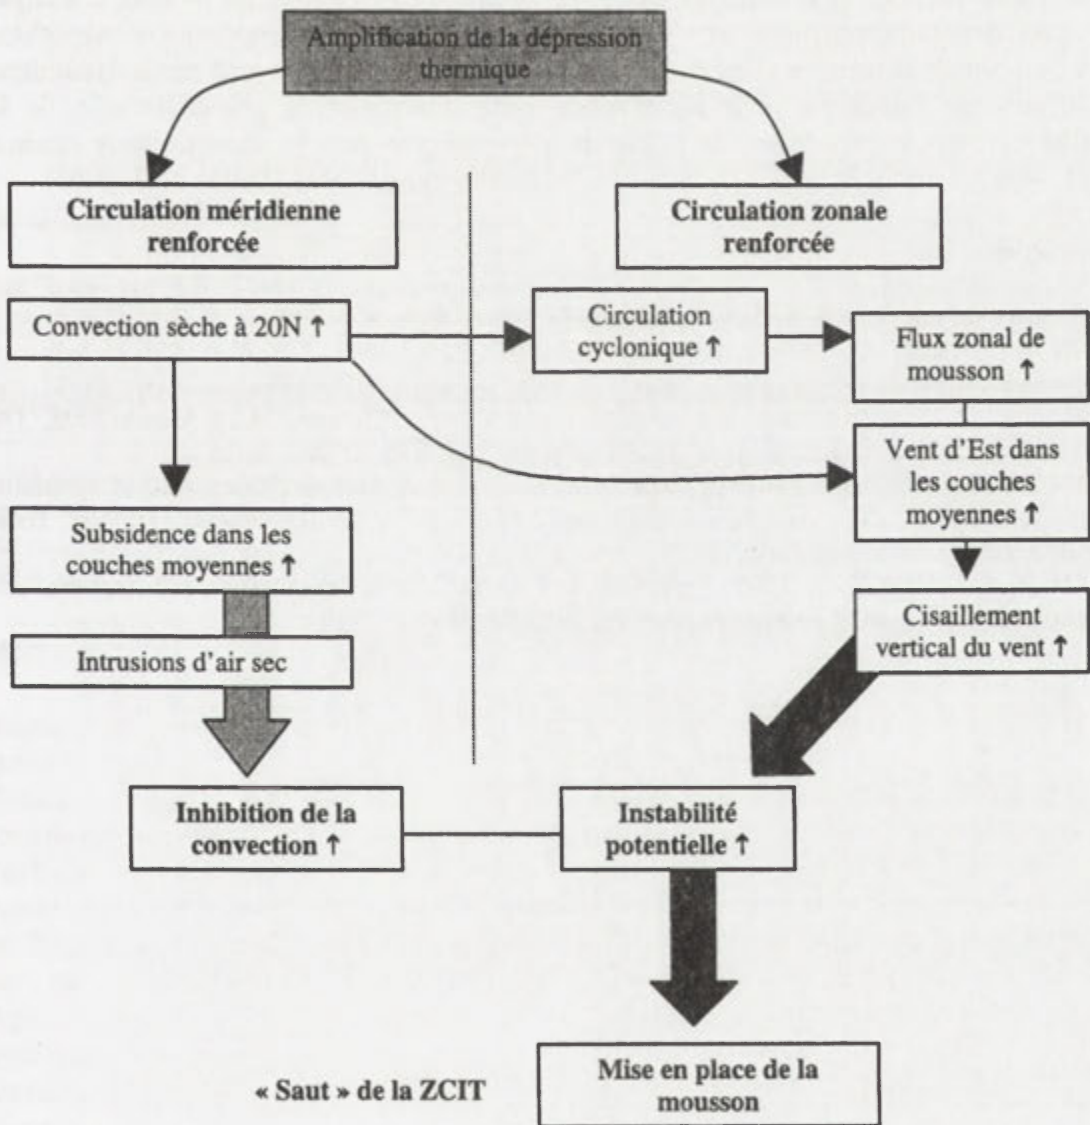 Amplification de la dépression
thermique
Circulation méridienne
renforcée
Circulation zonale
renforcée
Convection sèche à 20N ↑
Circulation
cyclonique ↑
Flux zonal de
mousson ↑
Vent d'Est dans
les couches
moyennes ↑
Subsidence dans les
couches moyennes ↑
Cisaillement
vertical du vent ↑
Intrusions d'air sec
Inhibition de la
convection ↑
Instabilité
potentielle ↑
« Saut » de la ZCIT
Mise en place de la
mousson